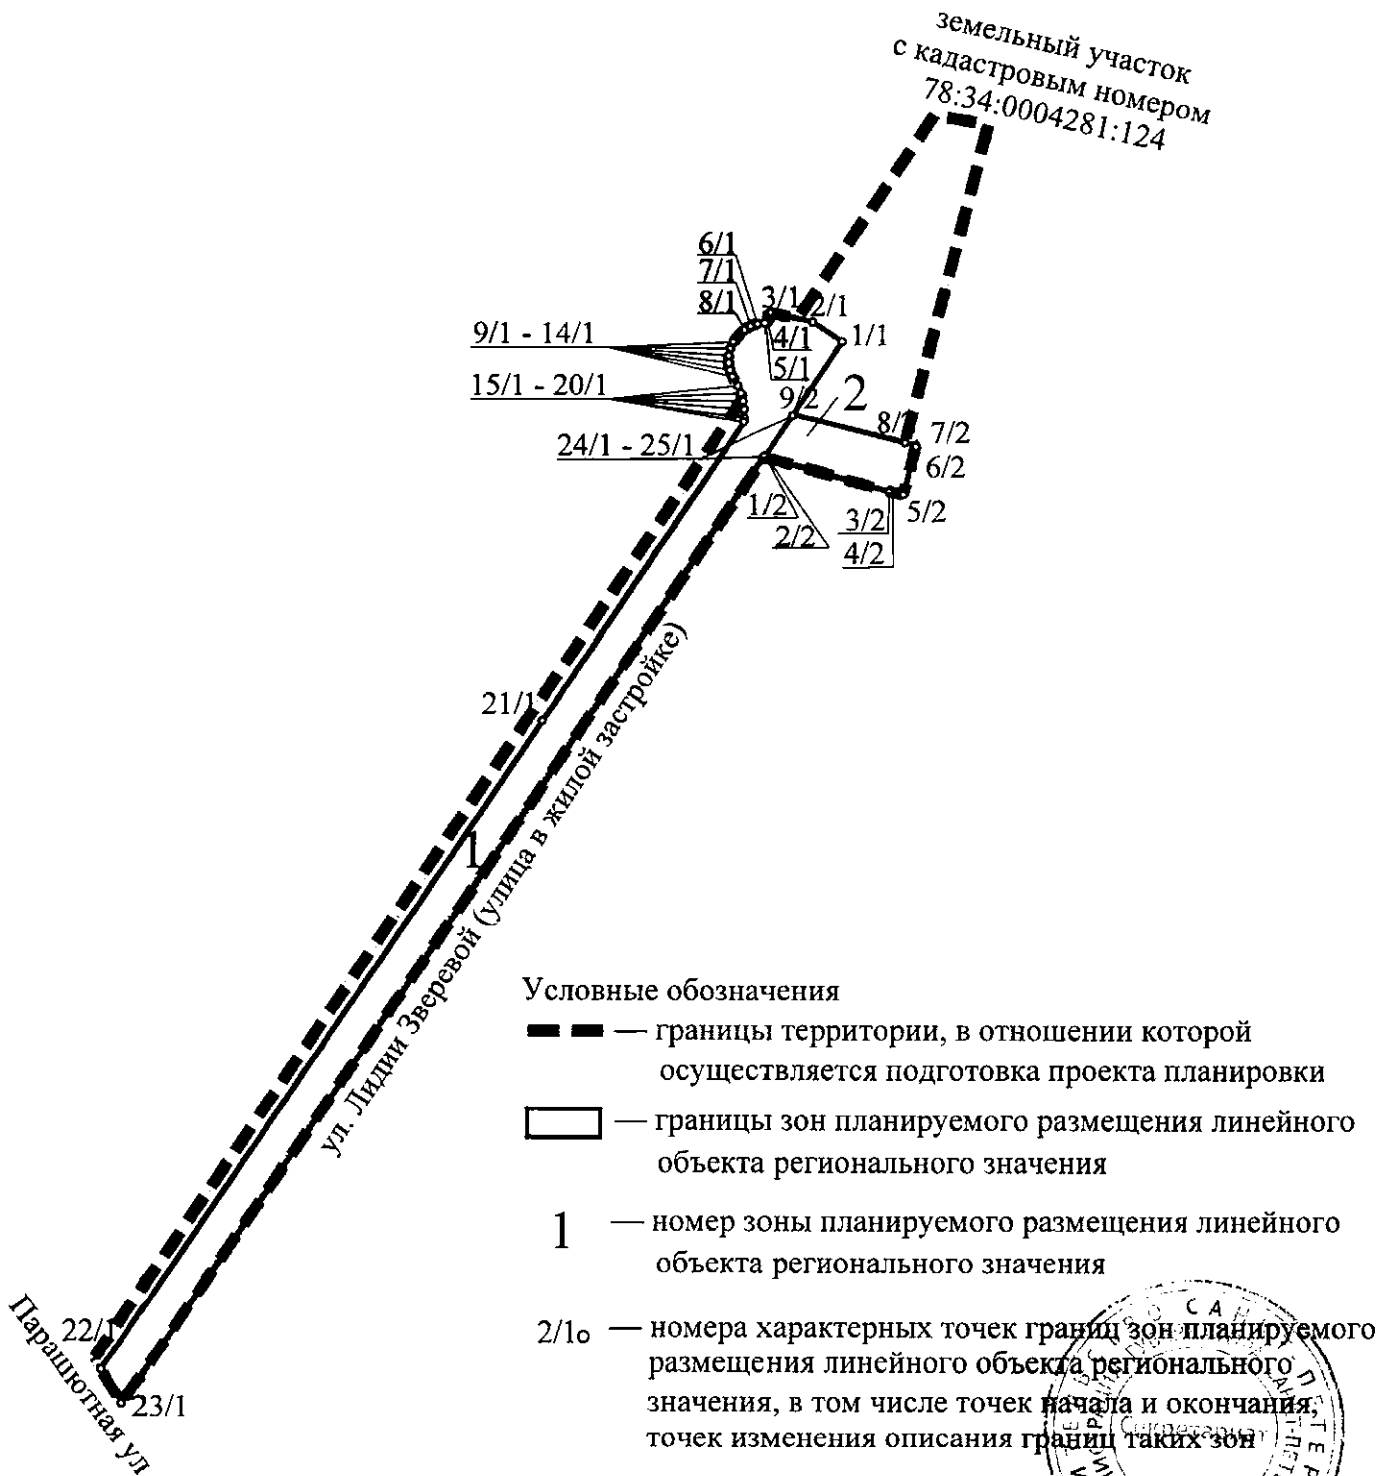 земельный участок
с кадастровым номером
78:34:0004281:124
6/1
7/1
8/1
3/1
2/1
1/1
4/1
5/1
9/1 - 14/1
15/1 - 20/1
9/2
2
8/2
7/2
6/2
24/1 - 25/1
1/2
2/2
3/2
4/2
5/2
21/1
1
ул. Лидии Зверевой (улица в жилой застройке)
22/1
23/1
Парашютная ул
Условные обозначения
— границы территории, в отношении которой
осуществляется подготовка проекта планировки
— границы зон планируемого размещения линейного
объекта регионального значения
1 — номер зоны планируемого размещения линейного
объекта регионального значения
2/1о — номера характерных точек границ зон планируемого
размещения линейного объекта регионального
значения, в том числе точек начала и окончания,
точек изменения описания границ таких зон